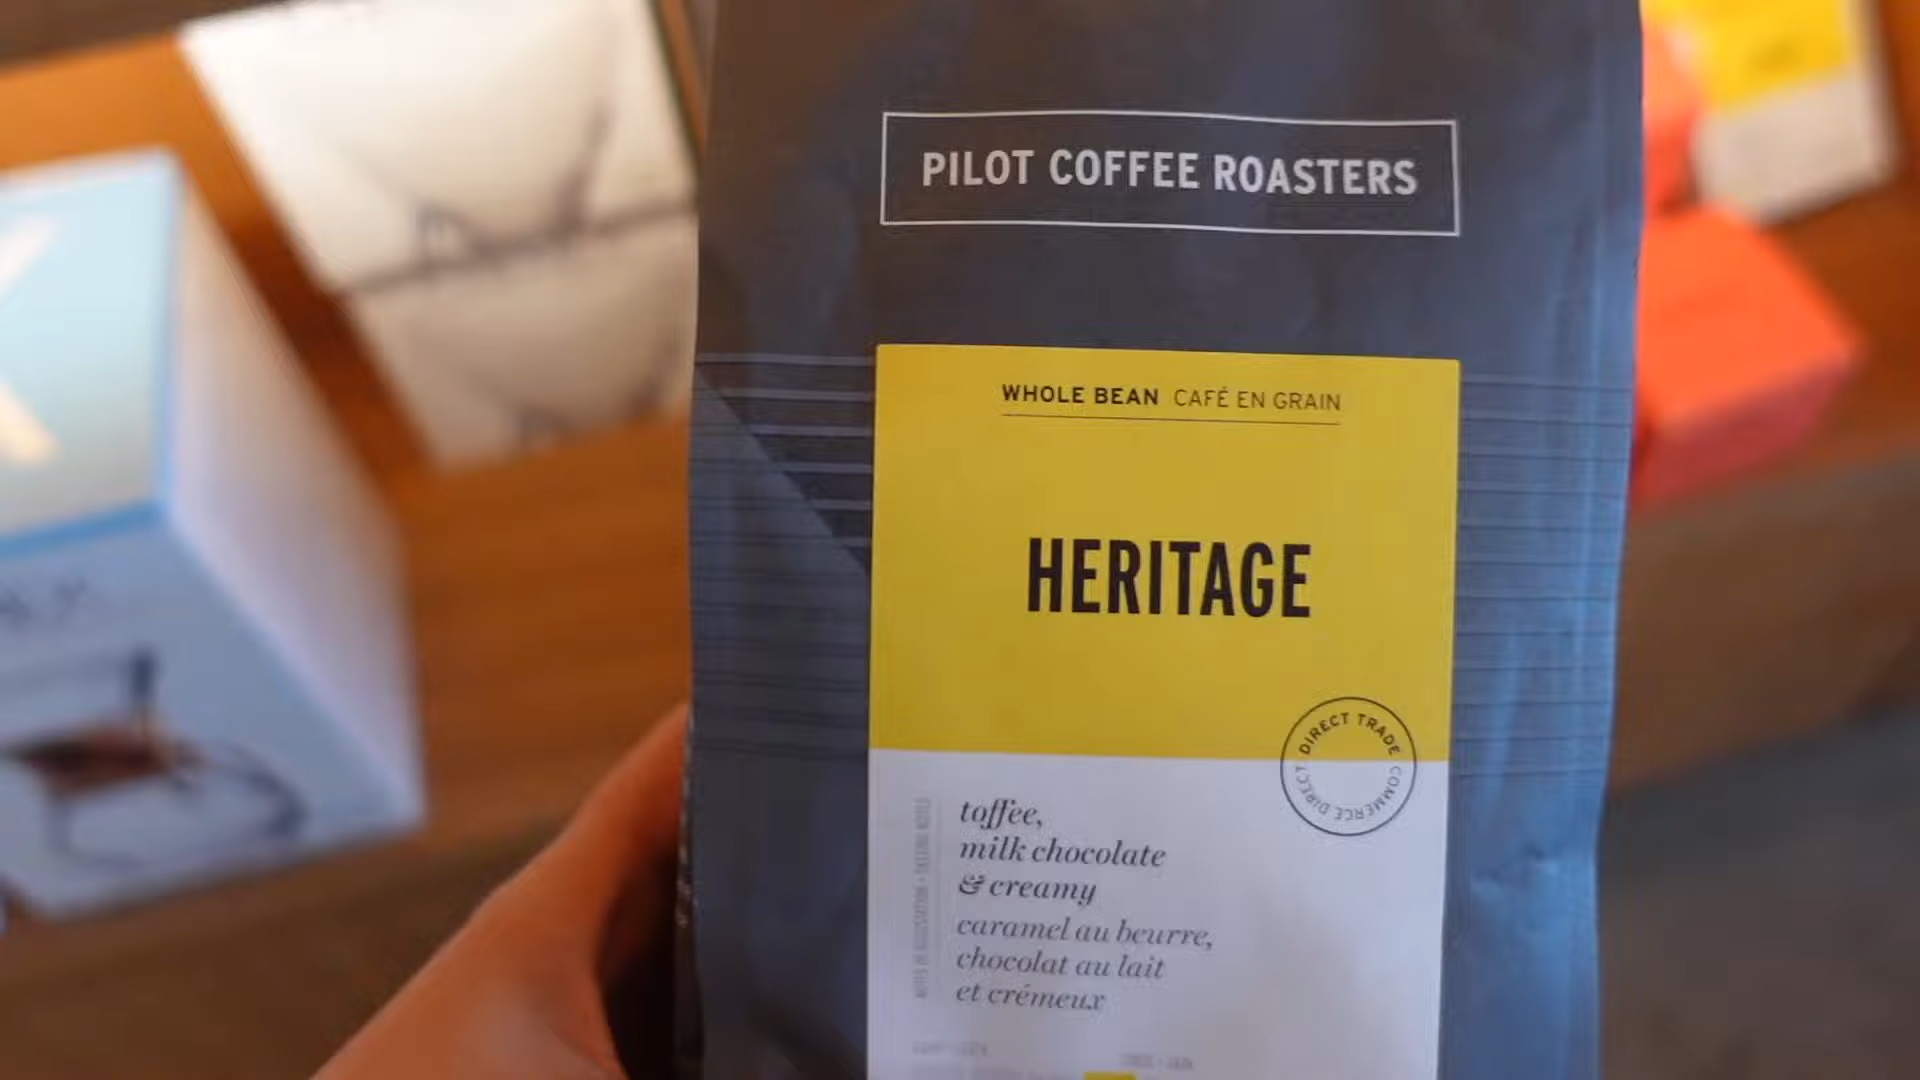 PILOT COFFEE ROASTERS
WHOLE BEAN CAFÉ EN GRAIN
HERITAGE
DIRECT TRADE
COMMERCE DIRECT
toffee,
milk chocolate
& creamy
caramel au beurre,
chocolat au lait
et crémeux